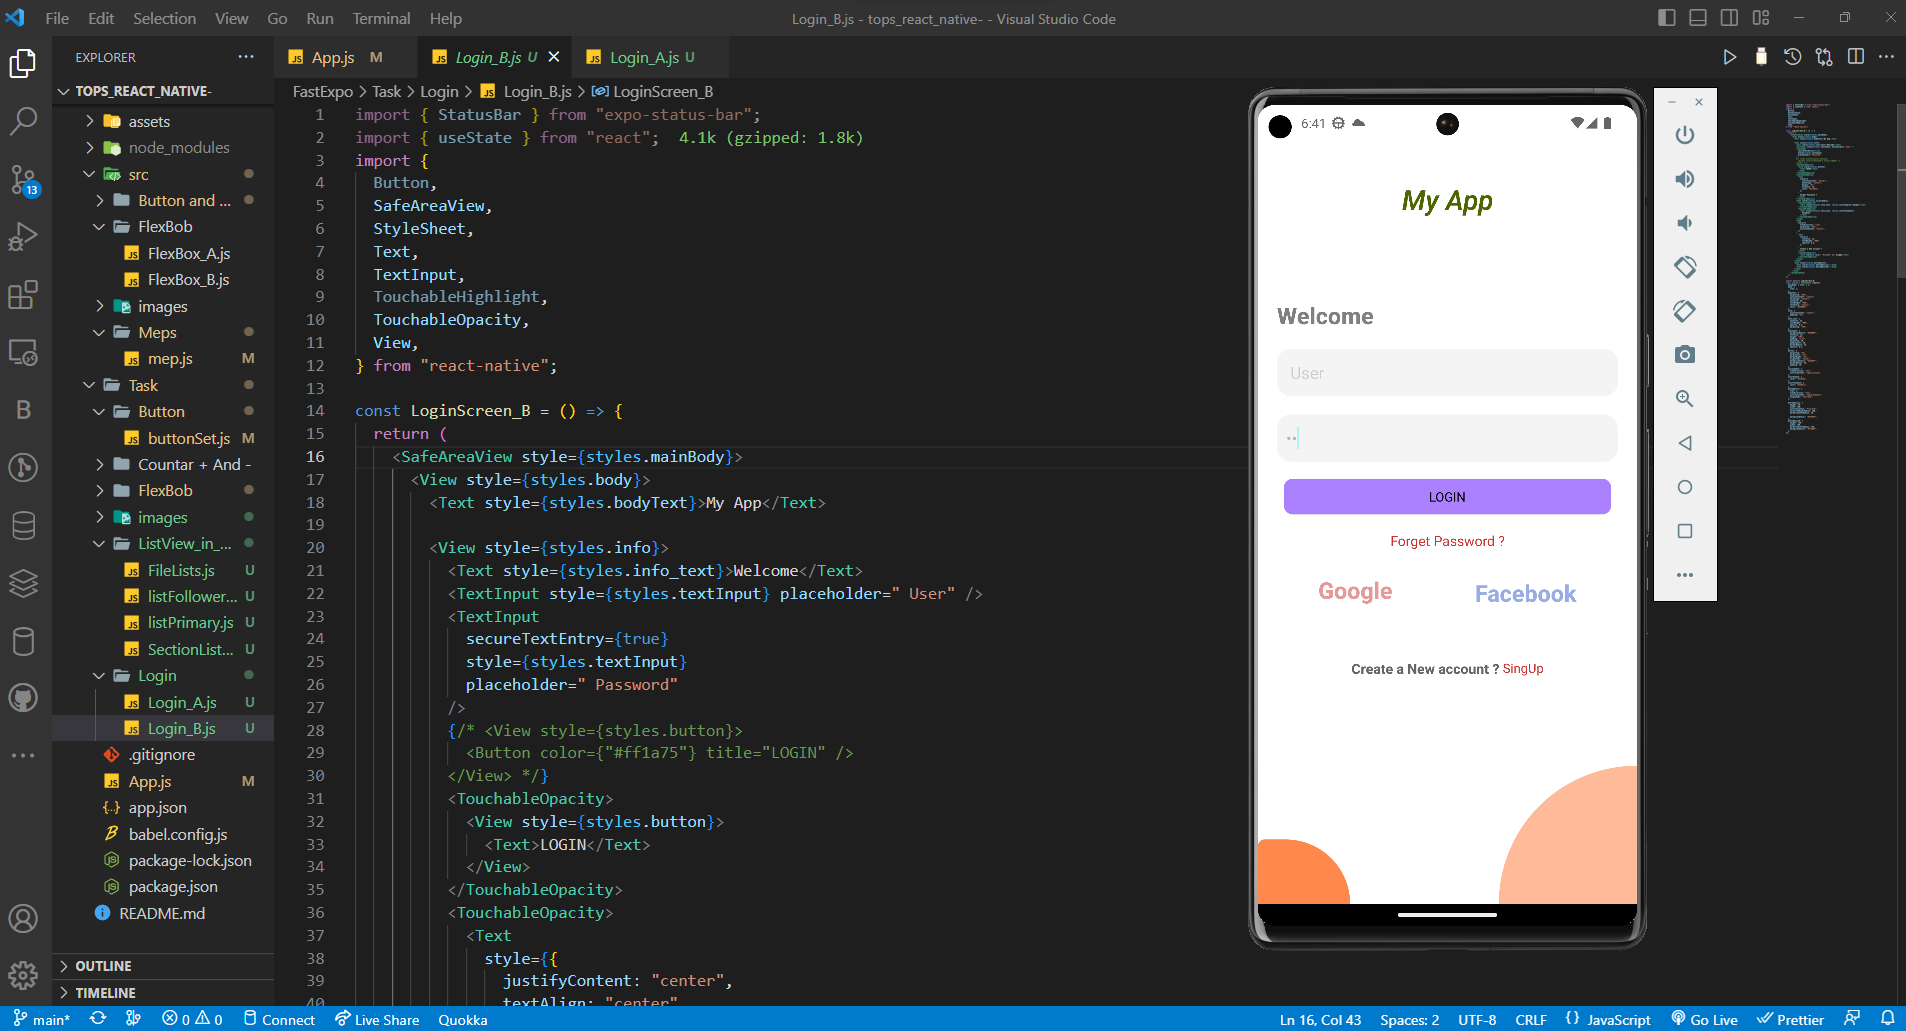 File Edit Selection View Go Run Terminal Help
Login_B.js - tops_react_native- - Visual Studio Code
EXPLORER
App.js M
Login_B.js U
Login_A.js U
TOPS_REACT_NATIVE-
assets
node_modules
src
Button and ...
FlexBob
FlexBox_A.js
FlexBox_B.js
images
Meps
mep.js M
Task
Button
buttonSet.js M
Countar + And -
FlexBob
images
ListView_in_...
FileLists.js U
listFollower... U
listPrimary.js U
SectionList... U
Login
Login_A.js U
Login_B.js U
.gitignore
App.js M
app.json
babel.config.js
package-lock.json
package.json
README.md
OUTLINE
TIMELINE
13
B
FastExpo > Task > Login > JS Login_B.js > LoginScreen_B
1 import { StatusBar } from "expo-status-bar";
2 import { useState } from "react"; 4.1k (gzipped: 1.8k)
3 import {
4 Button,
5 SafeAreaView,
6 StyleSheet,
7 Text,
8 TextInput,
9 TouchableHighlight,
10 TouchableOpacity,
11 View,
12 } from "react-native";
13
14 const LoginScreen_B = () => {
15 return (
16 <SafeAreaView style={styles.mainBody}>
17 <View style={styles.body}>
18 <Text style={styles.bodyText}>My App</Text>
19
20 <View style={styles.info}>
21 <Text style={styles.info_text}>Welcome</Text>
22 <TextInput style={styles.textInput} placeholder=" User" />
23 <TextInput
24 secureTextEntry={true}
25 style={styles.textInput}
26 placeholder=" Password"
27 />
28 {/* <View style={styles.button}>
29 <Button color={"#ff1a75"} title="LOGIN" />
30 </View> */}
31 <TouchableOpacity>
32 <View style={styles.button}>
33 <Text>LOGIN</Text>
34 </View>
35 </TouchableOpacity>
36 <TouchableOpacity>
37 <Text
38 style={{
39 justifyContent: "center",
40 textAlign: "center"
6:41
My App
Welcome
User
LOGIN
Forget Password ?
Google
Facebook
Create a New account ? SingUp
main*
0 0
Connect
Live Share
Quokka
Ln 16, Col 43
Spaces: 2
UTF-8
CRLF
{} JavaScript
Go Live
Prettier